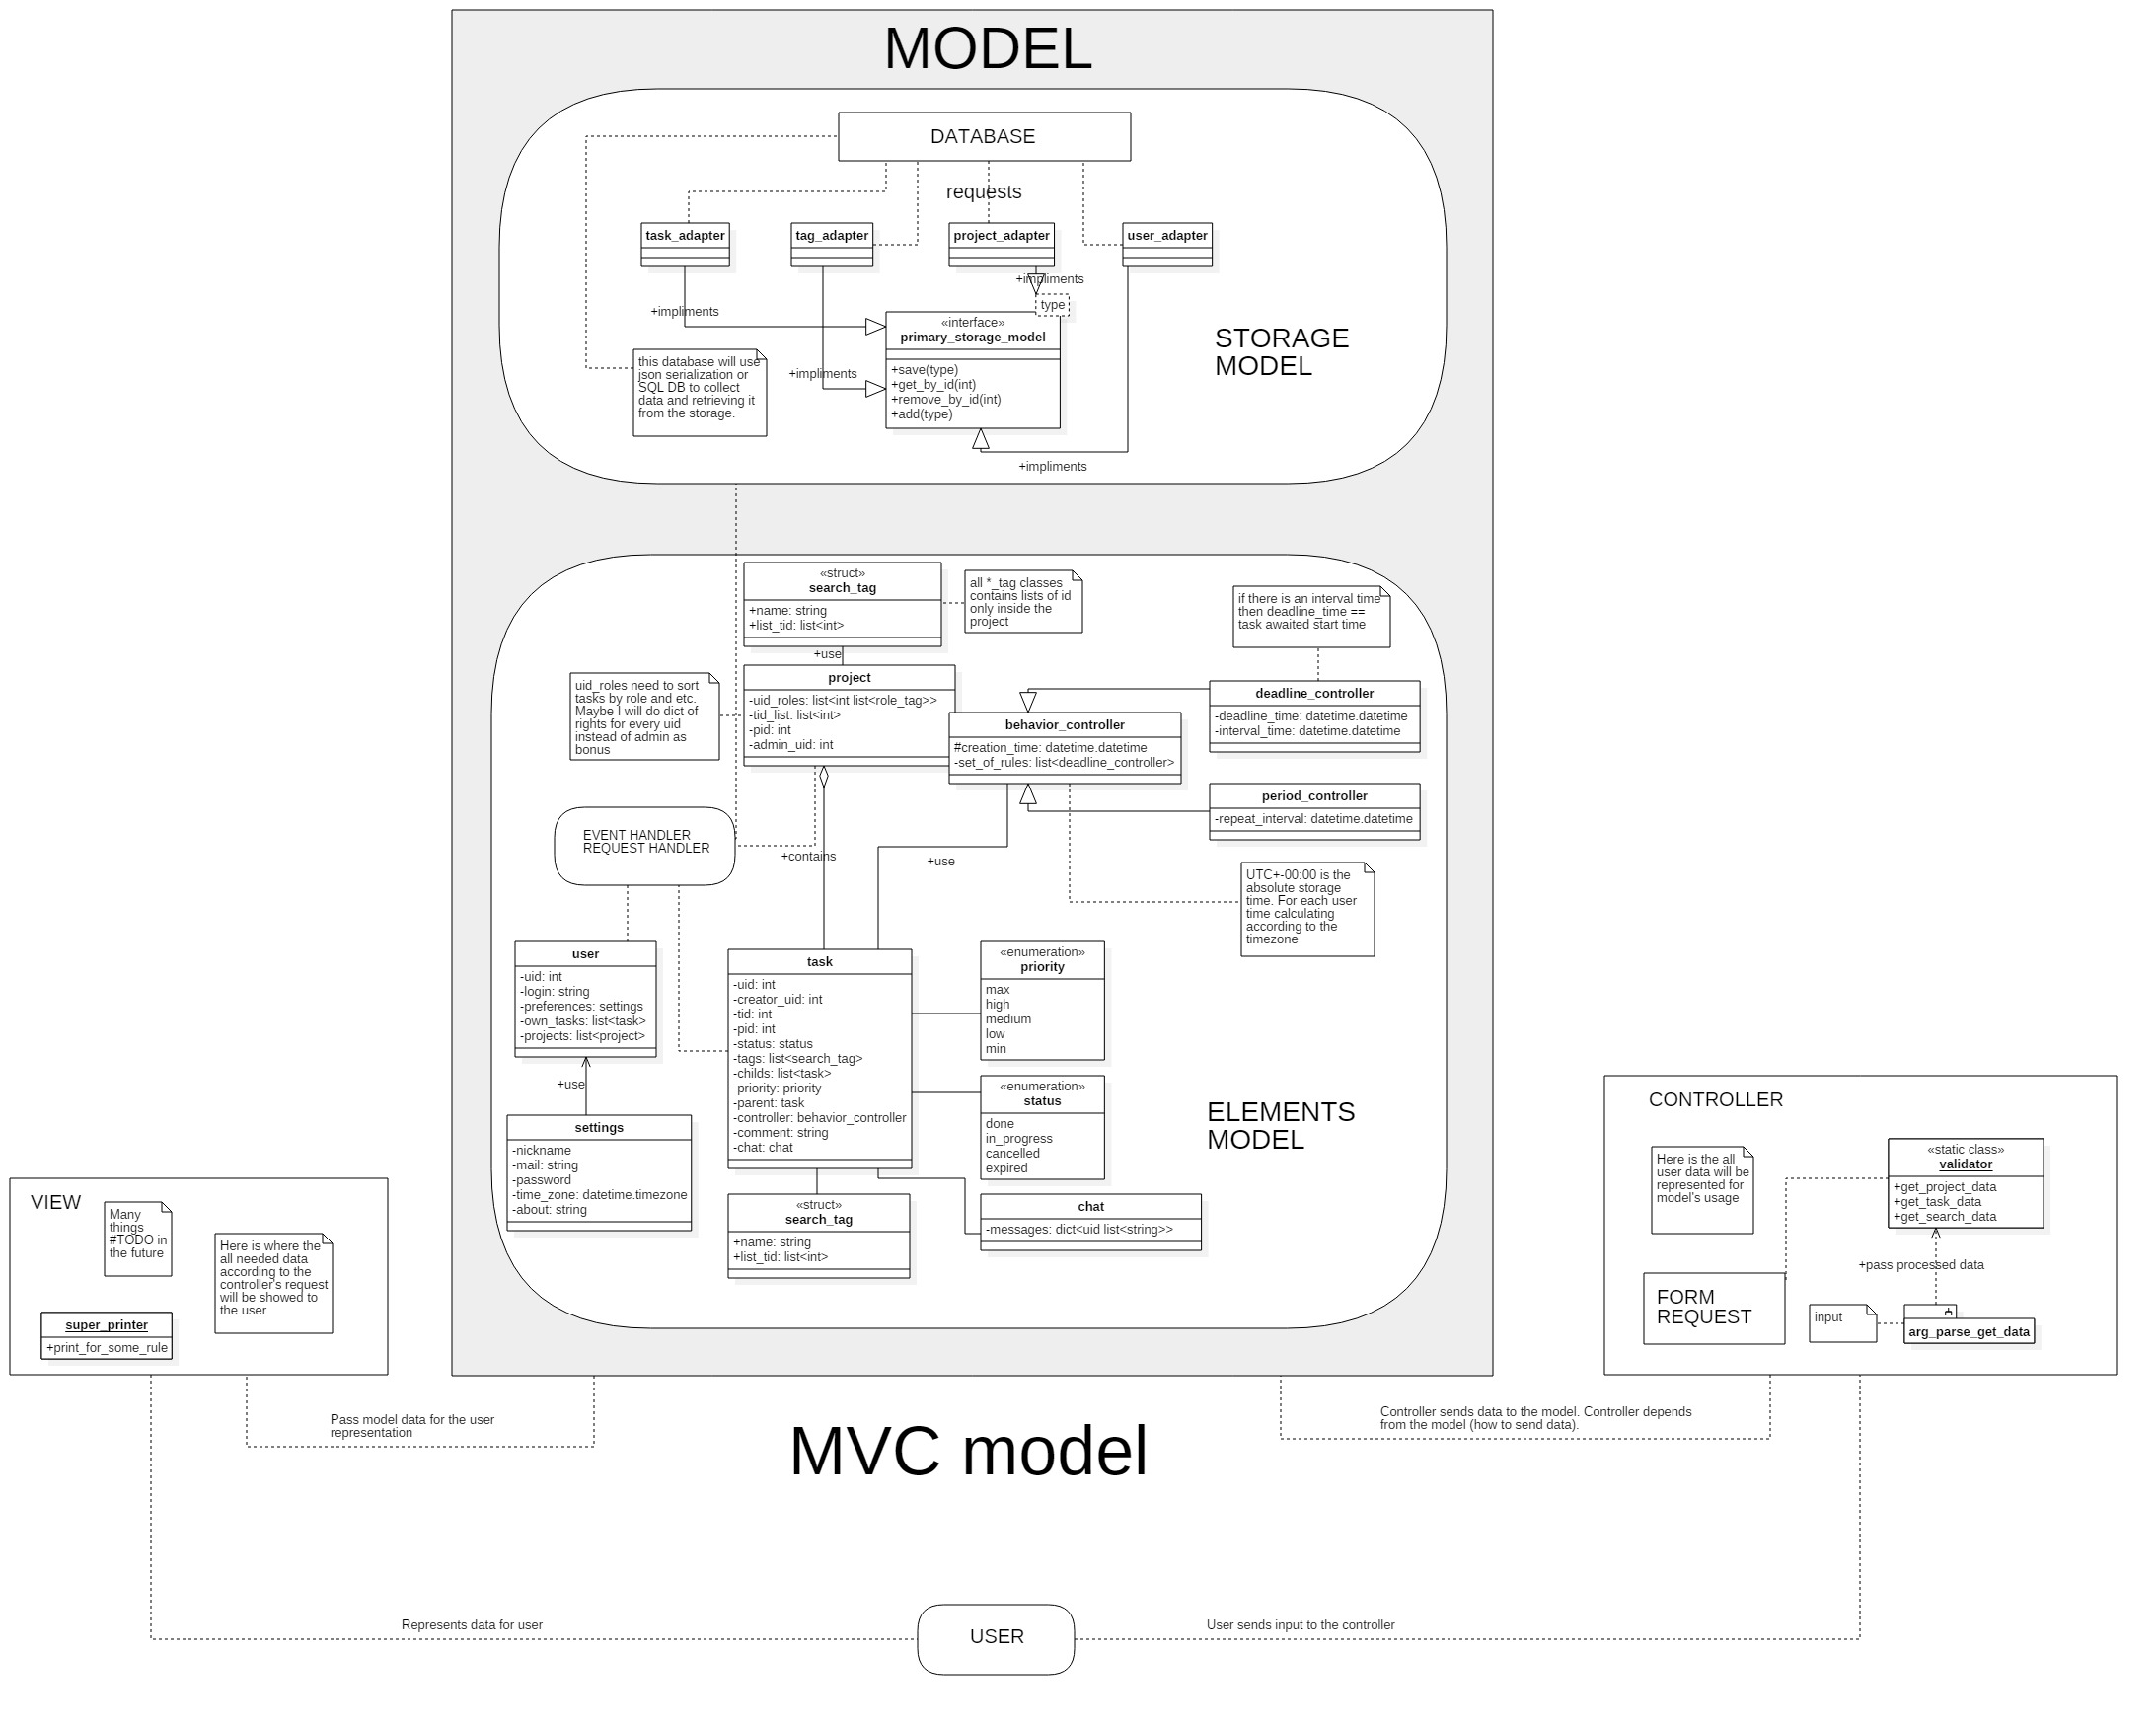 MODEL
DATABASE
requests
task_adapter
tag_adapter
project_adapter
user_adapter
+impliments
type
+impliments
«interface»
primary_storage_model
+save(type)
+get_by_id(int)
+remove_by_id(int)
+add(type)
+impliments
+impliments
this database will use
json serialization or
SQL DB to collect
data and retrieving it
from the storage.
STORAGE
MODEL
«struct»
search_tag
+name: string
+list_tid: list<int>
all *_tag classes
contains lists of id
only inside the
project
if there is an interval time
then deadline_time ==
task awaited start time
+use
uid_roles need to sort
tasks by role and etc.
Maybe I will do dict of
rights for every uid
instead of admin as
bonus
project
-uid_roles: list<int list<role_tag>>
-tid_list: list<int>
-pid: int
-admin_uid: int
behavior_controller
#creation_time: datetime.datetime
-set_of_rules: list<deadline_controller>
deadline_controller
-deadline_time: datetime.datetime
-interval_time: datetime.datetime
period_controller
-repeat_interval: datetime.datetime
EVENT HANDLER
REQUEST HANDLER
+contains
+use
UTC+-00:00 is the
absolute storage
time. For each user
time calculating
according to the
timezone
user
-uid: int
-login: string
-preferences: settings
-own_tasks: list<task>
-projects: list<project>
+use
settings
-nickname
-mail: string
-password
-time_zone: datetime.timezone
-about: string
task
-uid: int
-creator_uid: int
-tid: int
-pid: int
-status: status
-tags: list<search_tag>
-childs: list<task>
-priority: priority
-parent: task
-controller: behavior_controller
-comment: string
-chat: chat
«enumeration»
priority
max
high
medium
low
min
«enumeration»
status
done
in_progress
cancelled
expired
«struct»
search_tag
+name: string
+list_tid: list<int>
chat
-messages: dict<uid list<string>>
ELEMENTS
MODEL
VIEW
Many
things
#TODO in
the future
Here is where the
all needed data
according to the
controller's request
will be showed to
the user
super_printer
+print_for_some_rule
CONTROLLER
Here is the all
user data will be
represented for
model's usage
«static class»
validator
+get_project_data
+get_task_data
+get_search_data
+pass processed data
FORM
REQUEST
input
arg_parse_get_data
Pass model data for the user
representation
Controller sends data to the model. Controller depends
from the model (how to send data).
MVC model
Represents data for user
USER
User sends input to the controller